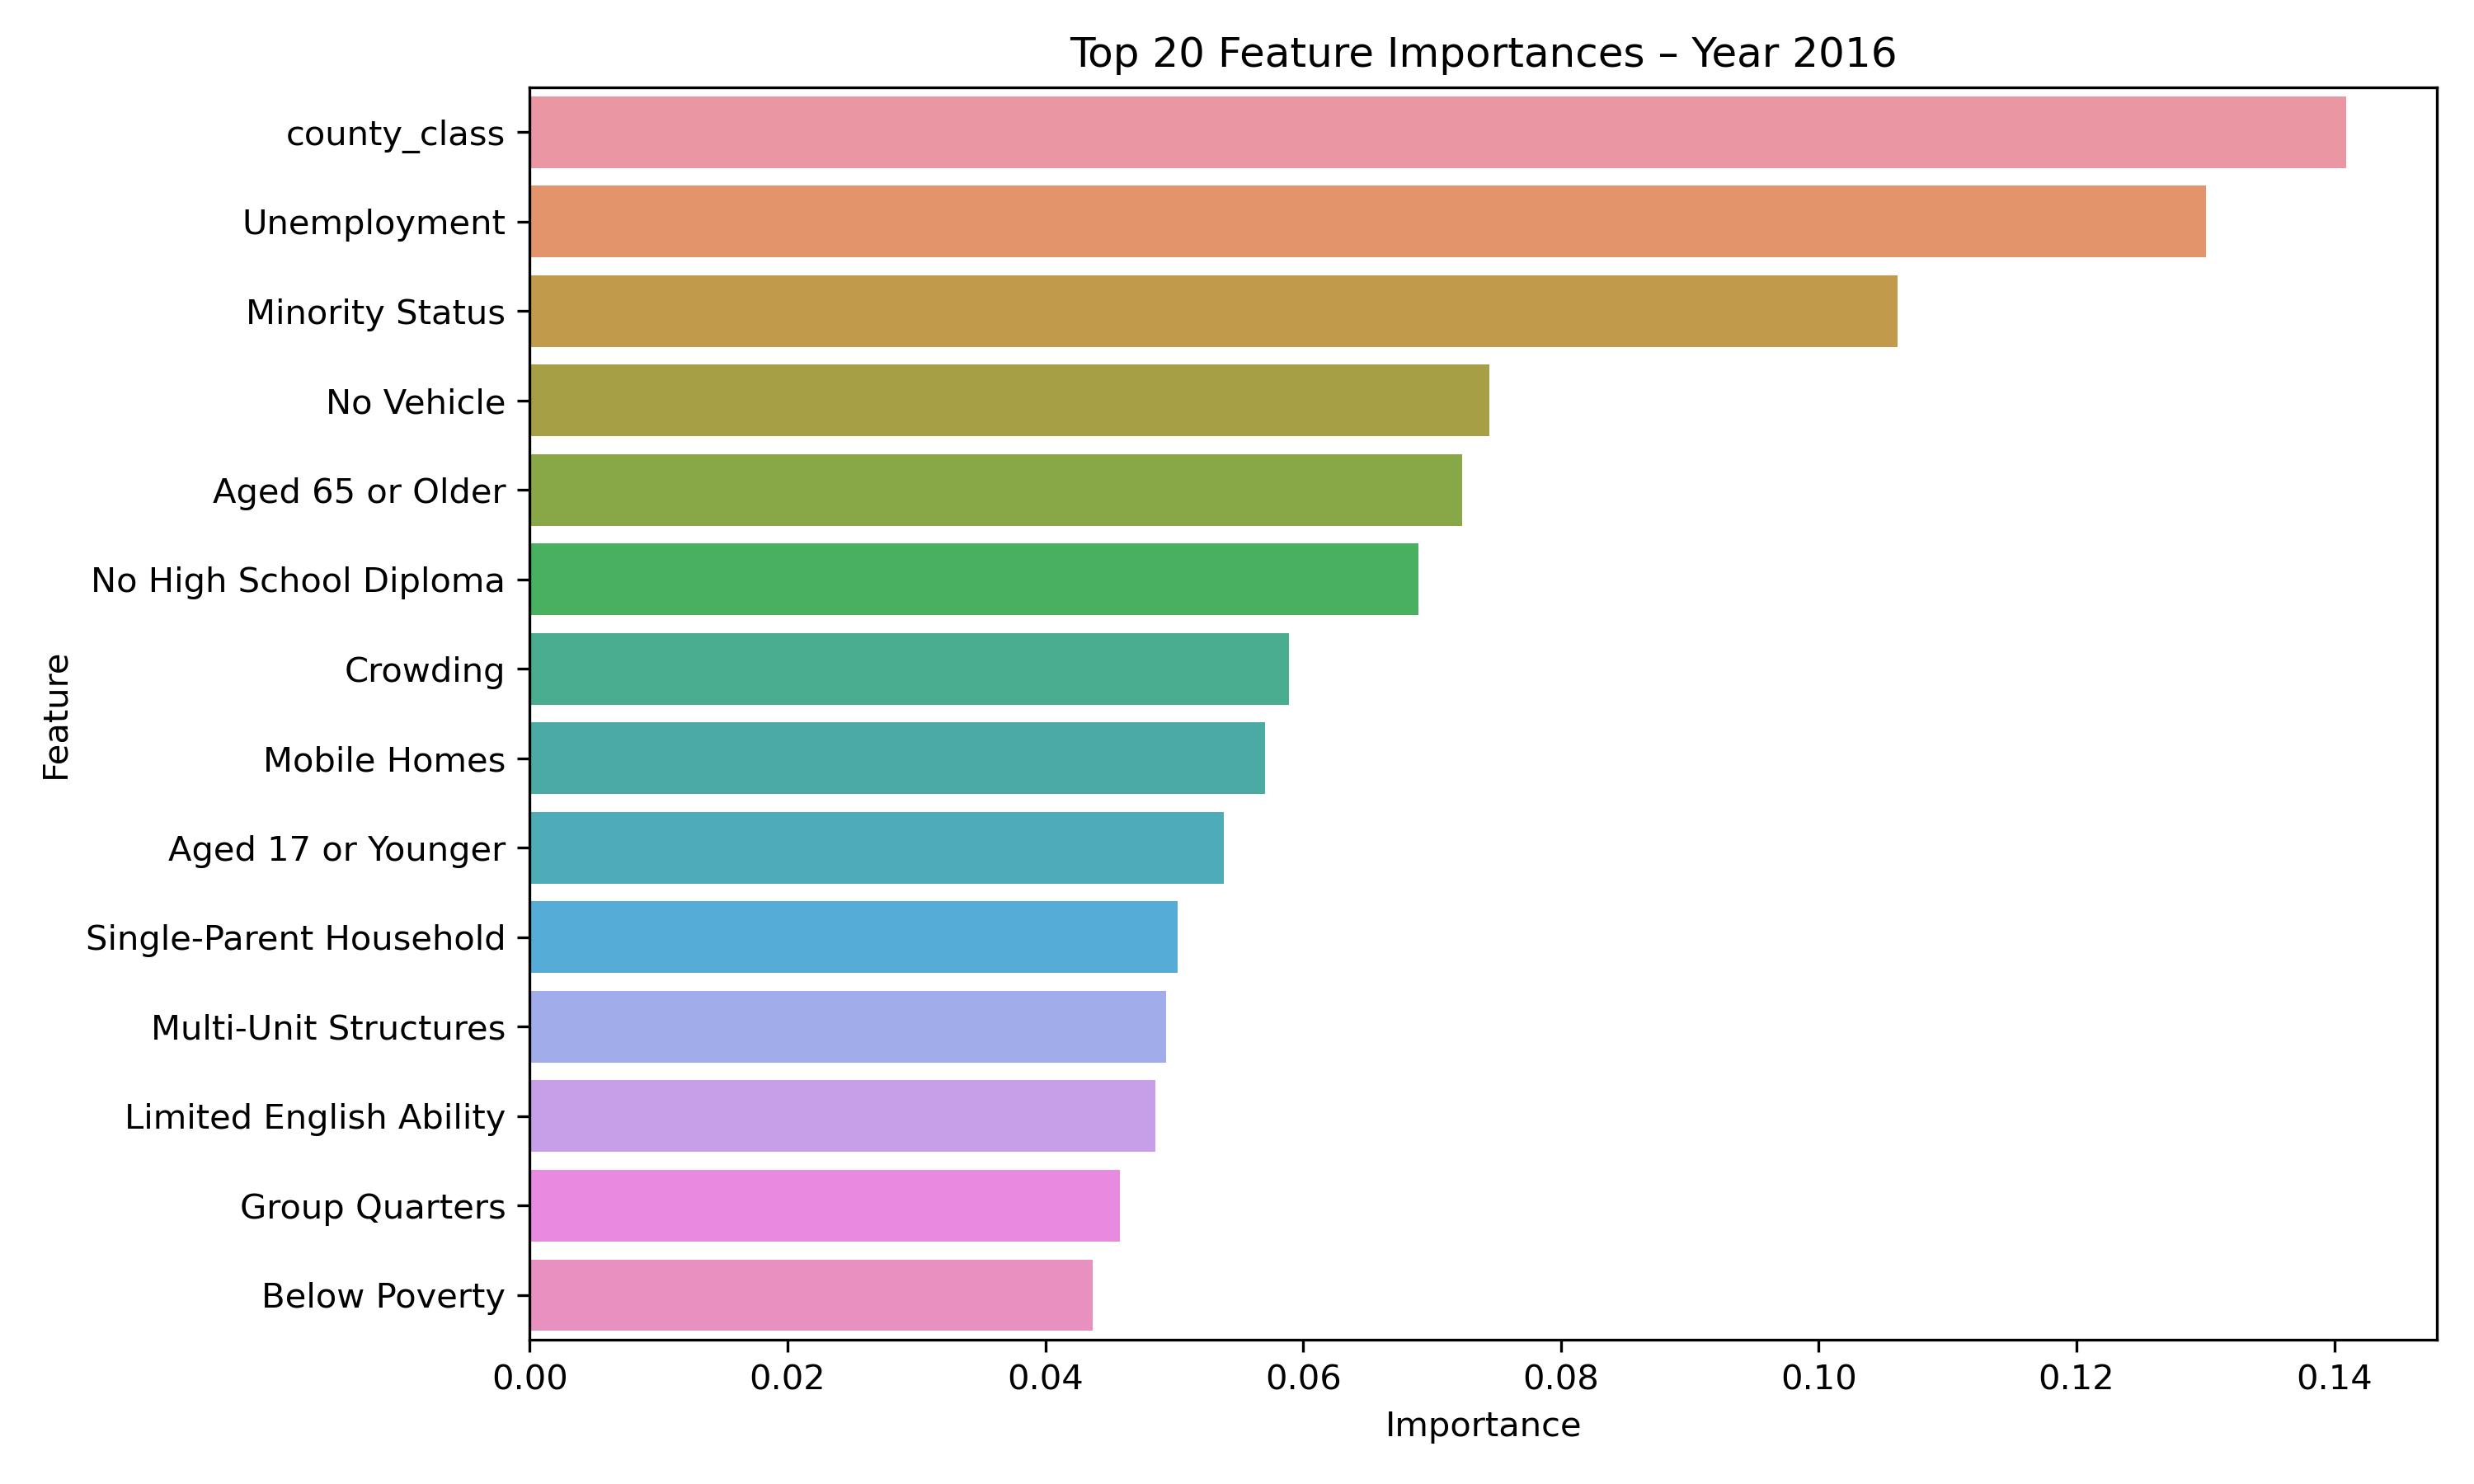 Top 20 Feature Importances – Year 2016
county_class
Unemployment
Minority Status
No Vehicle
Aged 65 or Older
No High School Diploma
Crowding
Mobile Homes
Aged 17 or Younger
Single-Parent Household
Multi-Unit Structures
Limited English Ability
Group Quarters
Below Poverty
Feature
0.00 0.02 0.04 0.06 0.08 0.10 0.12 0.14
Importance